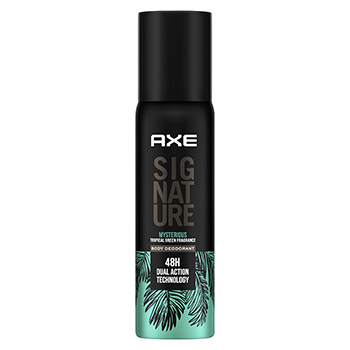 AXE
SIG
NAT
URE
MYSTERIOUS
TROPICAL GREEN FRAGRANCE
BODY DEODORANT
48H
DUAL ACTION
TECHNOLOGY